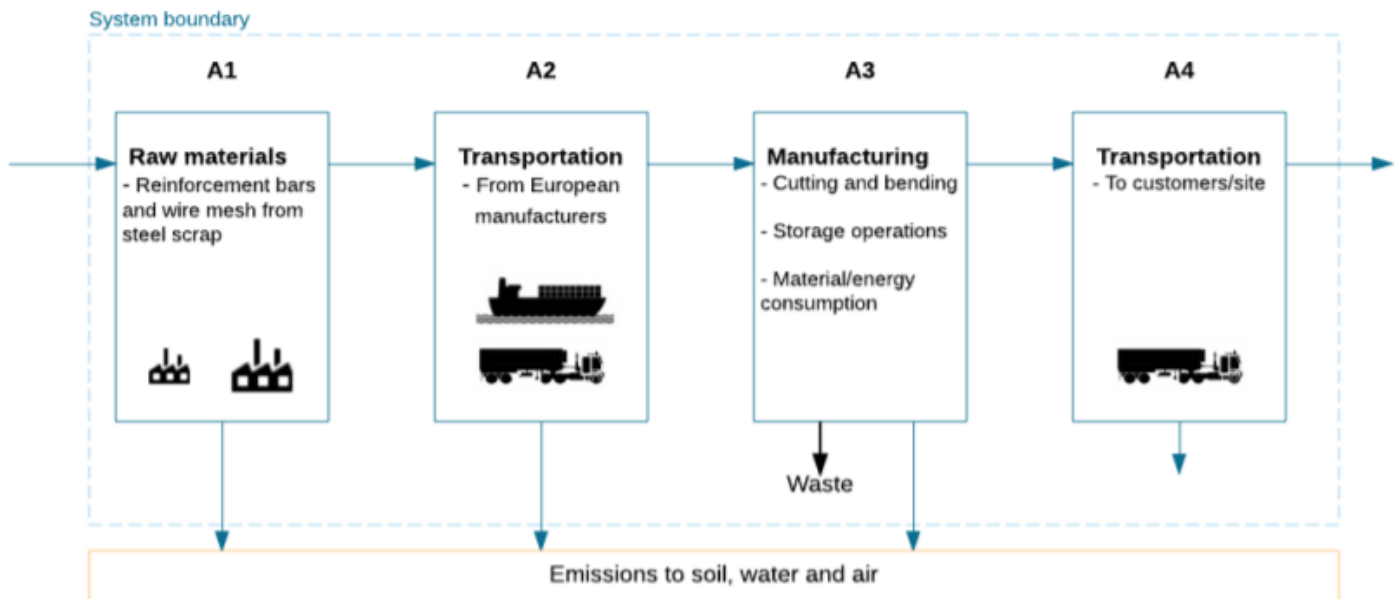 System boundary
A1
A2
A3
A4
Raw materials
- Reinforcement bars
and wire mesh from
steel scrap
Transportation
- From European
manufacturers
Manufacturing
- Cutting and bending
- Storage operations
- Material/energy
consumption
Transportation
- To customers/site
Waste
Emissions to soil, water and air